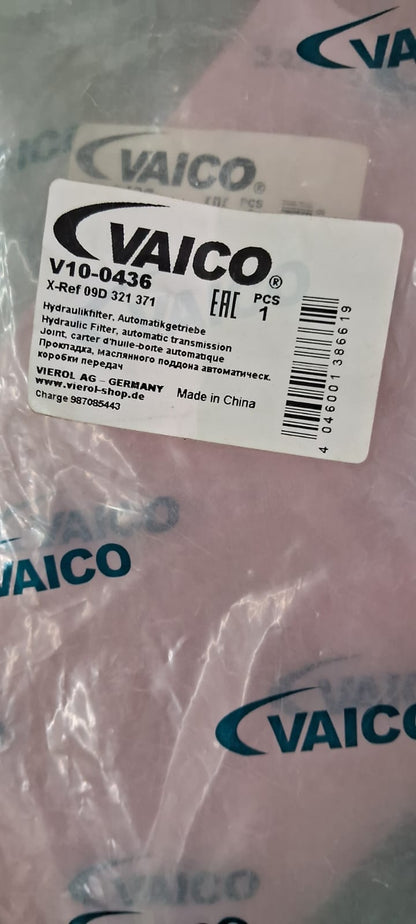 VAICO
VAICO®
PCS
VAICO®
V10-0436
X-Ref 09D 321 371
EAC
PCS
1
Hydraulikfilter, Automatikgetriebe
Hydraulic Filter, automatic transmission
Joint, carter d'huile-boîte automatique
Прокладка, маслянного поддона автоматическ.
коробки передач
VIEROL AG – GERMANY
www.vierol-shop.de
Made in China
Charge 987085443
4 046001 386619
VAICO
VAICO
VAICO